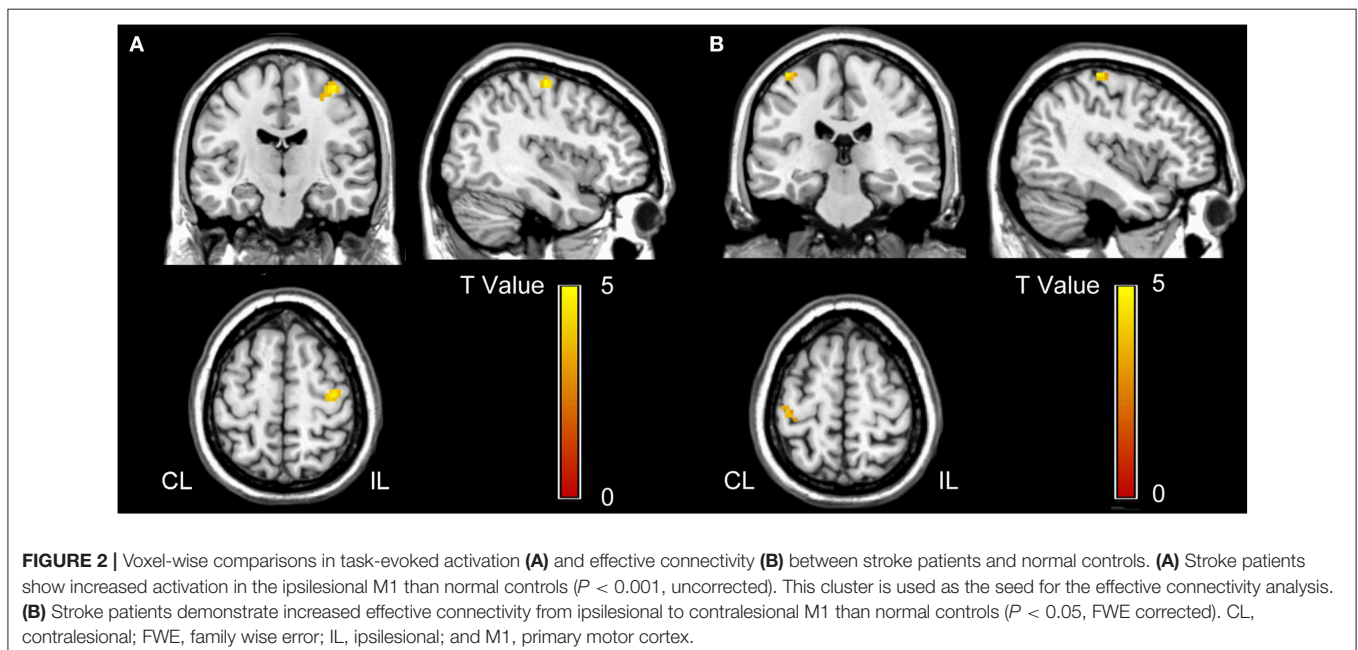 A
B
T Value
5
0
T Value
5
0
CL
IL
CL
IL
FIGURE 2 | Voxel-wise comparisons in task-evoked activation (A) and effective connectivity (B) between stroke patients and normal controls. (A) Stroke patients
show increased activation in the ipsilesional M1 than normal controls (P < 0.001, uncorrected). This cluster is used as the seed for the effective connectivity analysis.
(B) Stroke patients demonstrate increased effective connectivity from ipsilesional to contralesional M1 than normal controls (P < 0.05, FWE corrected). CL,
contralesional; FWE, family wise error; IL, ipsilesional; and M1, primary motor cortex.